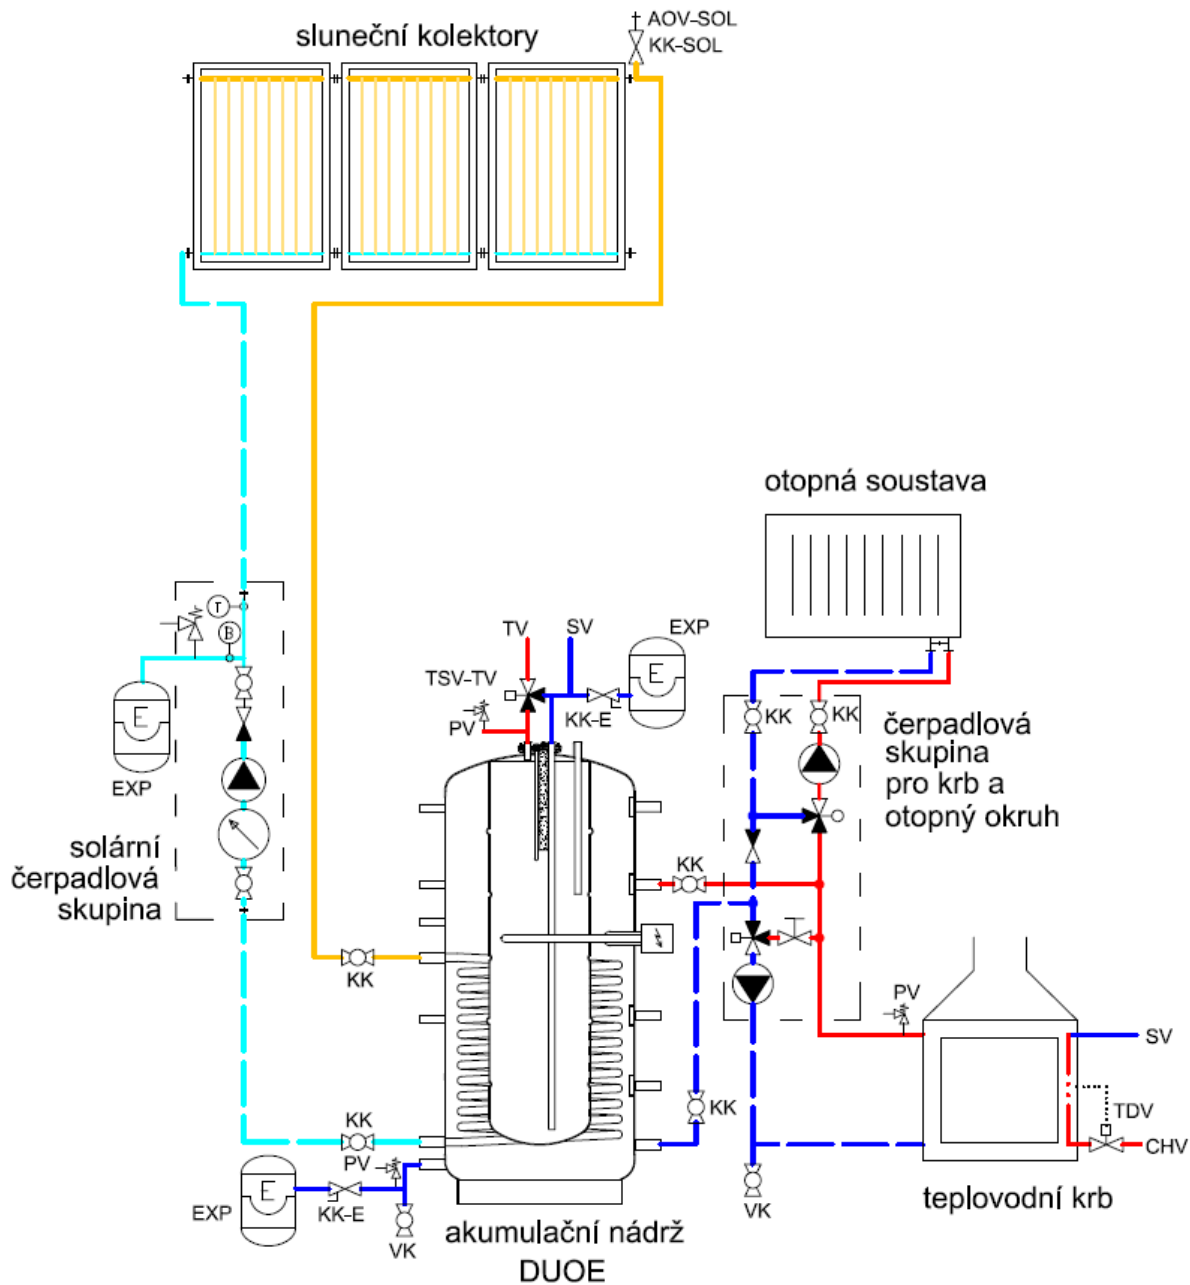 AOV-SOL
KK-SOL
sluneční kolektory
otopná soustava
T
B
E
EXP
solární
čerpadlová
skupina
TV
SV
EXP
E
TSV-TV
PV
KK-E
KK
KK
čerpadlová
skupina
pro krb a
otopný okruh
KK
KK
PV
SV
TDV
CHV
KK
KK
PV
E
EXP
KK-E
VK
VK
teplovodní krb
akumulační nádrž
DUOE